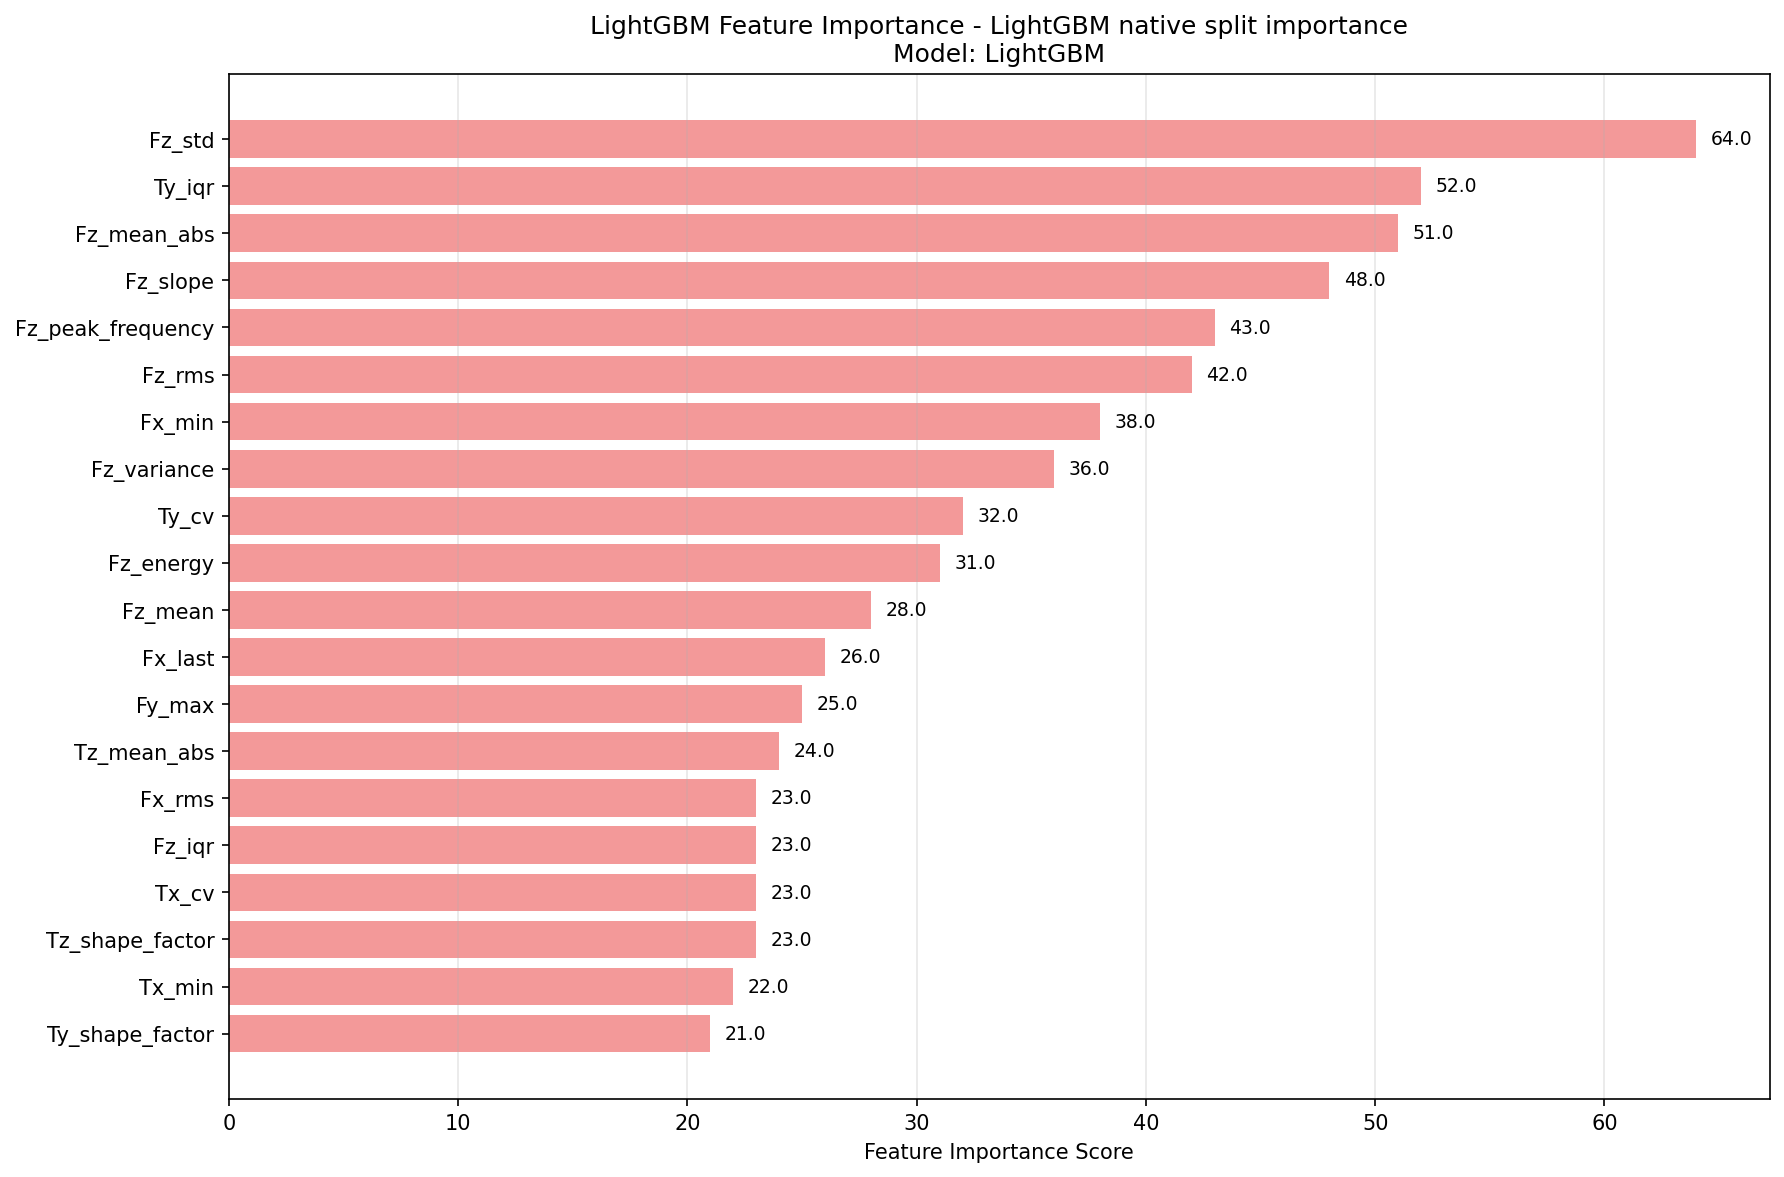 LightGBM Feature Importance - LightGBM native split importance
Model: LightGBM
Fz_std 64.0
Ty_iqr 52.0
Fz_mean_abs 51.0
Fz_slope 48.0
Fz_peak_frequency 43.0
Fz_rms 42.0
Fx_min 38.0
Fz_variance 36.0
Ty_cv 32.0
Fz_energy 31.0
Fz_mean 28.0
Fx_last 26.0
Fy_max 25.0
Tz_mean_abs 24.0
Fx_rms 23.0
Fz_iqr 23.0
Tx_cv 23.0
Tz_shape_factor 23.0
Tx_min 22.0
Ty_shape_factor 21.0
0 10 20 30 40 50 60
Feature Importance Score